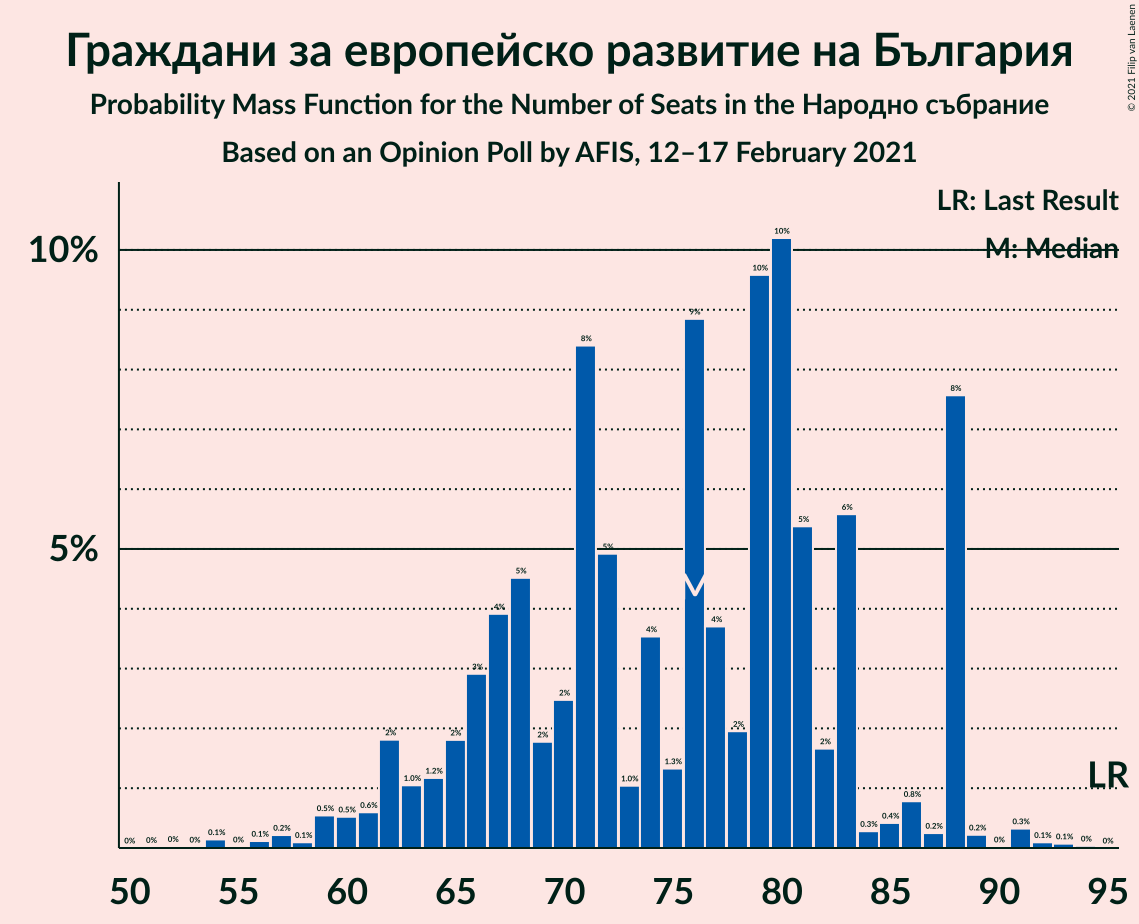 Граждани за европейско развитие на България
Probability Mass Function for the Number of Seats in the Народно събрание
Based on an Opinion Poll by AFIS, 12–17 February 2021
© 2021 Filip van Laenen
LR: Last Result
M: Median
10%
5%
0% 0% 0% 0% 0.1% 0% 0.1% 0.2% 0.1% 0.5% 0.5% 0.6% 2% 1.0% 1.2% 2% 3% 4% 5% 2% 2% 8% 5% 1.0% 4% 1.3% 9% 4% 2% 10% 10% 5% 2% 6% 0.3% 0.4% 0.8% 0.2% 8% 0.2% 0% 0.3% 0.1% 0.1% 0% 0%
LR
50 55 60 65 70 75 80 85 90 95